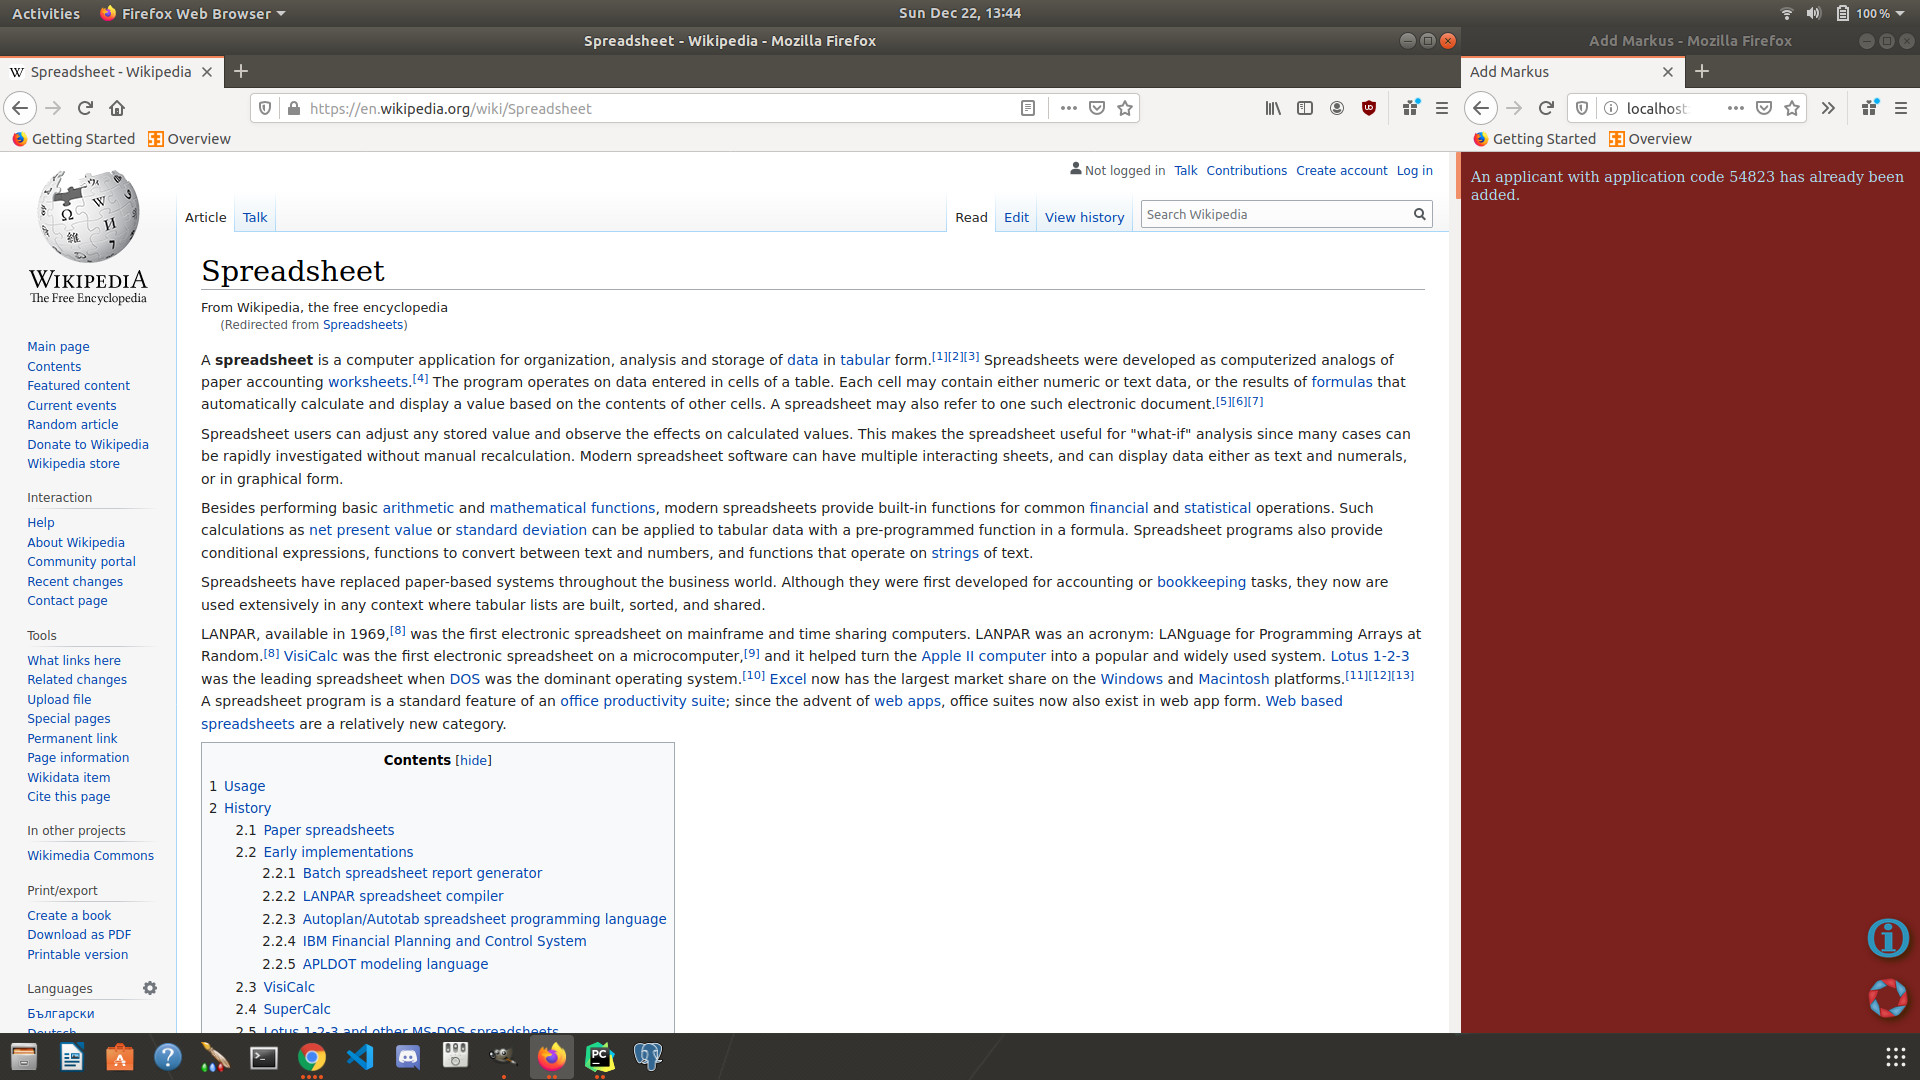 Activities
Firefox Web Browser
Sun Dec 22, 13:44
100 %
Spreadsheet - Wikipedia - Mozilla Firefox
Spreadsheet - Wikipedia
https://en.wikipedia.org/wiki/Spreadsheet
Getting Started
Overview
WIKIPEDIA
The Free Encyclopedia
Main page
Contents
Featured content
Current events
Random article
Donate to Wikipedia
Wikipedia store
Interaction
Help
About Wikipedia
Community portal
Recent changes
Contact page
Tools
What links here
Related changes
Upload file
Special pages
Permanent link
Page information
Wikidata item
Cite this page
In other projects
Wikimedia Commons
Print/export
Create a book
Download as PDF
Printable version
Languages
Български
Deutsch
Not logged in Talk Contributions Create account Log in
Article Talk
Read Edit View history
Search Wikipedia
Spreadsheet
From Wikipedia, the free encyclopedia
(Redirected from Spreadsheets)
A spreadsheet is a computer application for organization, analysis and storage of data in tabular form.[1][2][3] Spreadsheets were developed as computerized analogs of
paper accounting worksheets.[4] The program operates on data entered in cells of a table. Each cell may contain either numeric or text data, or the results of formulas that
automatically calculate and display a value based on the contents of other cells. A spreadsheet may also refer to one such electronic document.[5][6][7]
Spreadsheet users can adjust any stored value and observe the effects on calculated values. This makes the spreadsheet useful for "what-if" analysis since many cases can
be rapidly investigated without manual recalculation. Modern spreadsheet software can have multiple interacting sheets, and can display data either as text and numerals,
or in graphical form.
Besides performing basic arithmetic and mathematical functions, modern spreadsheets provide built-in functions for common financial and statistical operations. Such
calculations as net present value or standard deviation can be applied to tabular data with a pre-programmed function in a formula. Spreadsheet programs also provide
conditional expressions, functions to convert between text and numbers, and functions that operate on strings of text.
Spreadsheets have replaced paper-based systems throughout the business world. Although they were first developed for accounting or bookkeeping tasks, they now are
used extensively in any context where tabular lists are built, sorted, and shared.
LANPAR, available in 1969,[8] was the first electronic spreadsheet on mainframe and time sharing computers. LANPAR was an acronym: LANguage for Programming Arrays at
Random.[8] VisiCalc was the first electronic spreadsheet on a microcomputer,[9] and it helped turn the Apple II computer into a popular and widely used system. Lotus 1-2-3
was the leading spreadsheet when DOS was the dominant operating system.[10] Excel now has the largest market share on the Windows and Macintosh platforms.[11][12][13]
A spreadsheet program is a standard feature of an office productivity suite; since the advent of web apps, office suites now also exist in web app form. Web based
spreadsheets are a relatively new category.
Contents [hide]
1 Usage
2 History
2.1 Paper spreadsheets
2.2 Early implementations
2.2.1 Batch spreadsheet report generator
2.2.2 LANPAR spreadsheet compiler
2.2.3 Autoplan/Autotab spreadsheet programming language
2.2.4 IBM Financial Planning and Control System
2.2.5 APLDOT modeling language
2.3 VisiCalc
2.4 SuperCalc
2.5 Lotus 1-2-3 and other MS-DOS spreadsheets
Add Markus - Mozilla Firefox
Add Markus
localhost
Getting Started
Overview
An applicant with application code 54823 has already been
added.